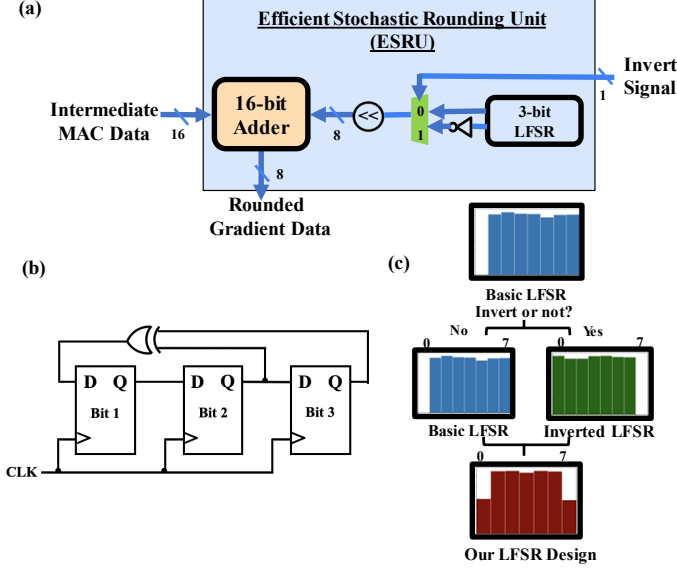 (a)
Efficient Stochastic Rounding Unit
(ESRU)
Invert
Signal
1
Intermediate
MAC Data
16
16-bit
Adder
8
<<
0
1
3-bit
LFSR
8
Rounded
Gradient Data
(b)
D Q
Bit 1
D Q
Bit 2
D Q
Bit 3
CLK
(c)
Basic LFSR
Invert or not?
No
Yes
0 7
0 7
Basic LFSR
Inverted LFSR
0 7
Our LFSR Design